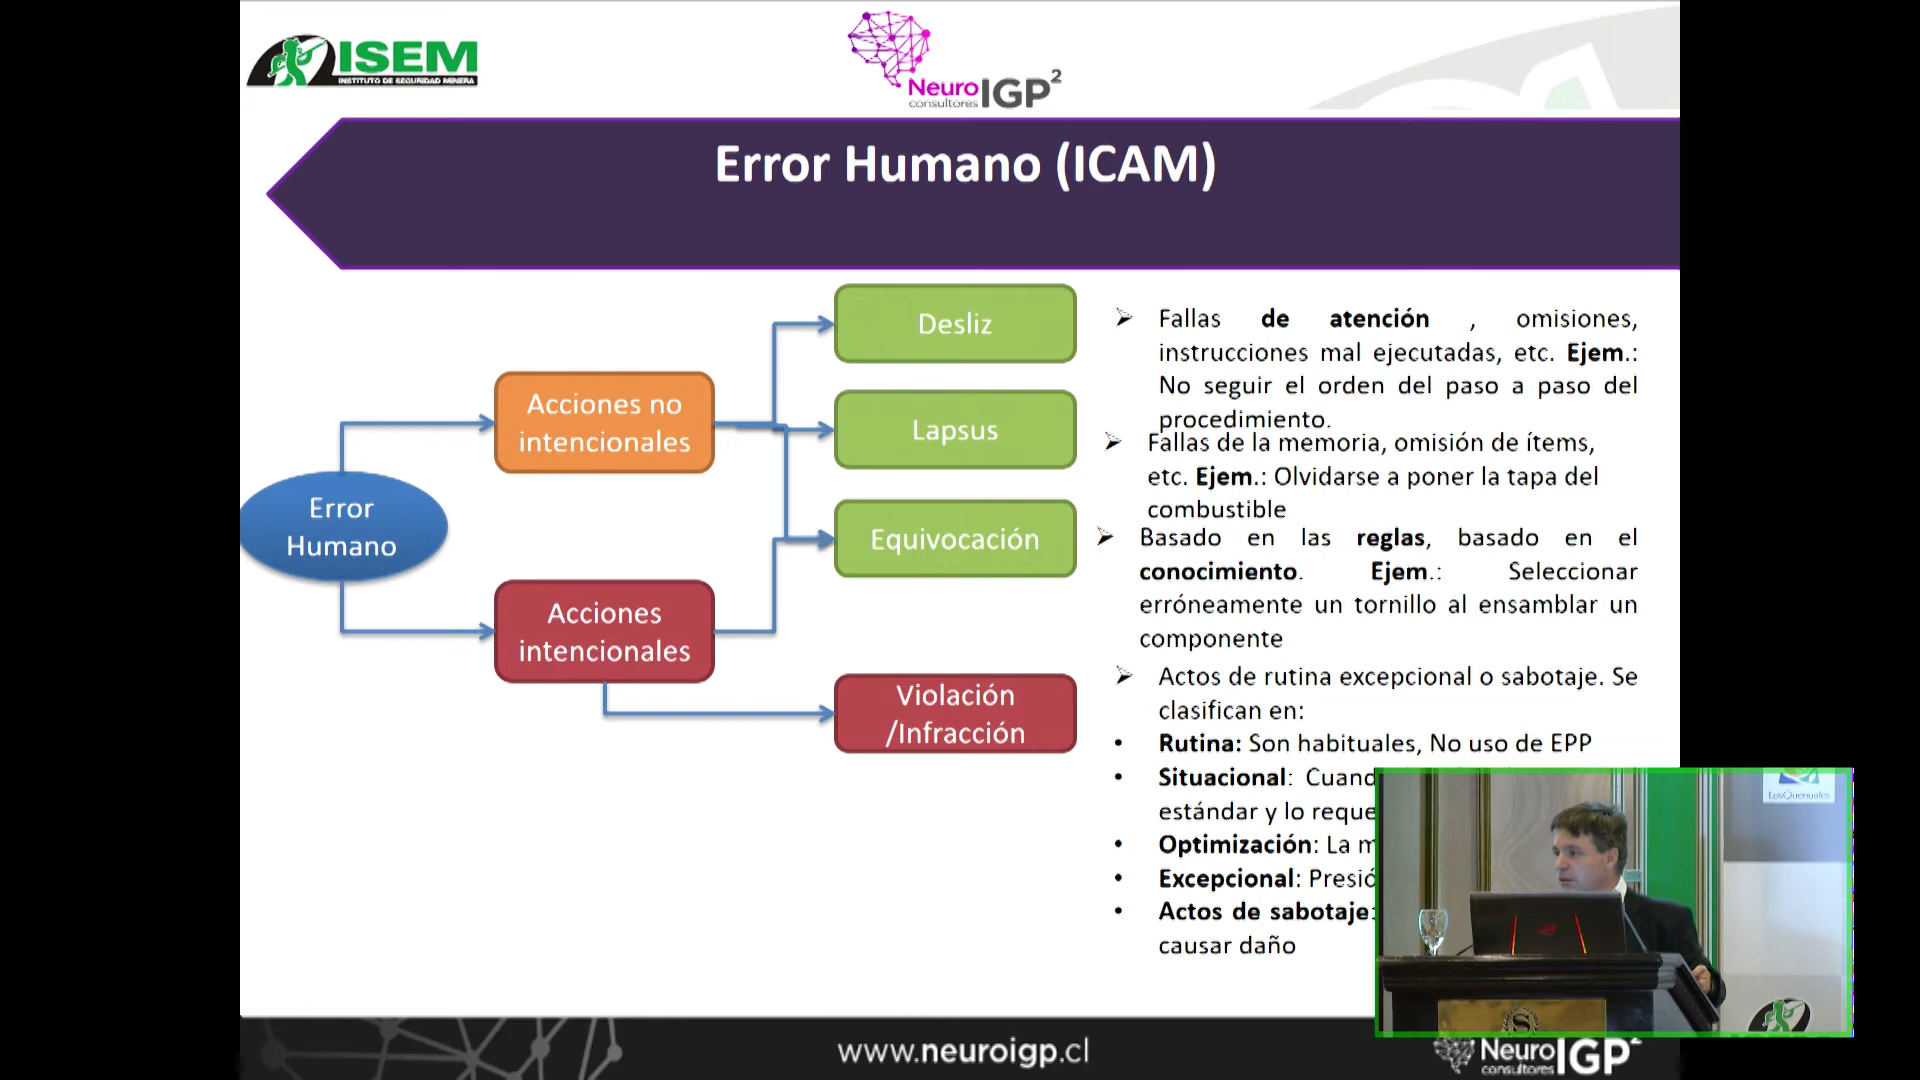 ISEM
INSTITUTO DE SEGURIDAD MINERA
Neuro IGP²
consultores
Error Humano (ICAM)
Error
Humano
Acciones no
intencionales
Acciones
intencionales
Desliz
Lapsus
Equivocación
Violación
/Infracción
➢ Fallas de atención , omisiones,
instrucciones mal ejecutadas, etc. Ejem.:
No seguir el orden del paso a paso del
procedimiento.
➢ Fallas de la memoria, omisión de ítems,
etc. Ejem.: Olvidarse a poner la tapa del
combustible
➢ Basado en las reglas, basado en el
conocimiento. Ejem.: Seleccionar
erróneamente un tornillo al ensamblar un
componente
➢ Actos de rutina excepcional o sabotaje. Se
clasifican en:
• Rutina: Son habituales, No uso de EPP
• Situacional: Cuand
estándar y lo reque
• Optimización: La m
• Excepcional: Presió
• Actos de sabotaje:
causar daño
LosQuenuales
S
www.neuroigp.cl
Neuro IGP²
consultores